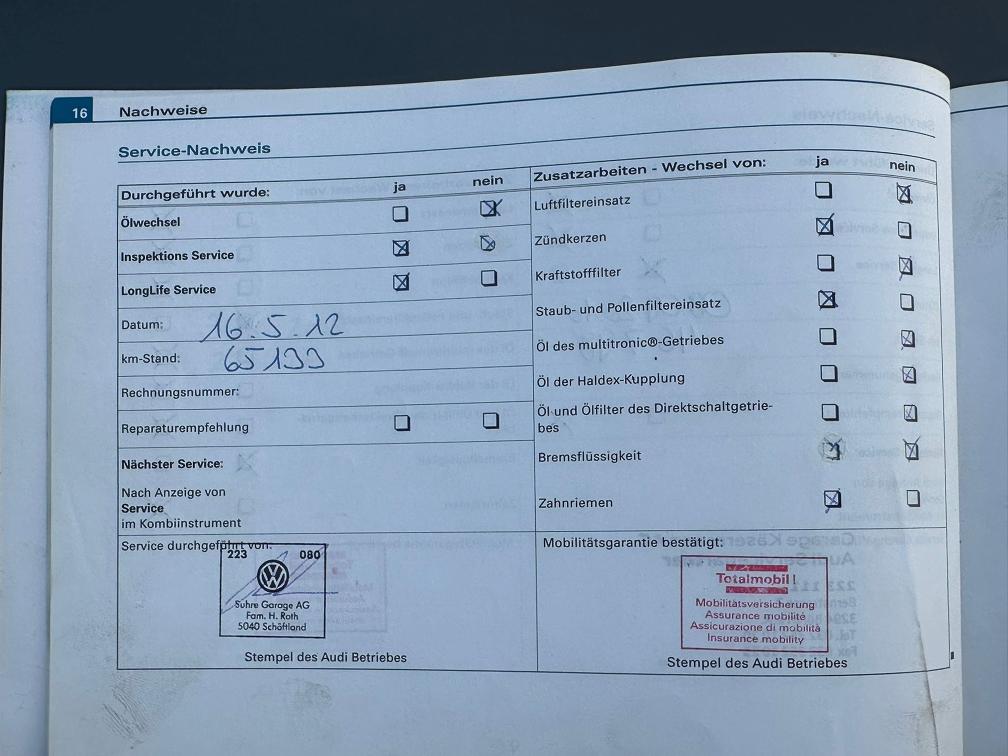 16 Nachweise
Service-Nachweis
Durchgeführt wurde: ja nein
Ölwechsel
Inspektions Service
LongLife Service
Datum: 16.5.12
km-Stand: 65133
Rechnungsnummer:
Reparaturempfehlung
Nächster Service:
Nach Anzeige von
Service
im Kombiinstrument
Zusatzarbeiten - Wechsel von: ja nein
Luftfiltereinsatz
Zündkerzen
Kraftstofffilter
Staub- und Pollenfiltereinsatz
Öl des multitronic®-Getriebes
Öl der Haldex-Kupplung
Öl und Ölfilter des Direktschaltgetrie-
bes
Bremsflüssigkeit
Zahnriemen
Service durchgeführt von:
223 080
Suhre Garage AG
Fam. H. Roth
5040 Schöftland
Stempel des Audi Betriebes
Mobilitätsgarantie bestätigt:
Totalmobil!
Mobilitätsversicherung
Assurance mobilité
Assicurazione di mobilità
Insurance mobility
Stempel des Audi Betriebes